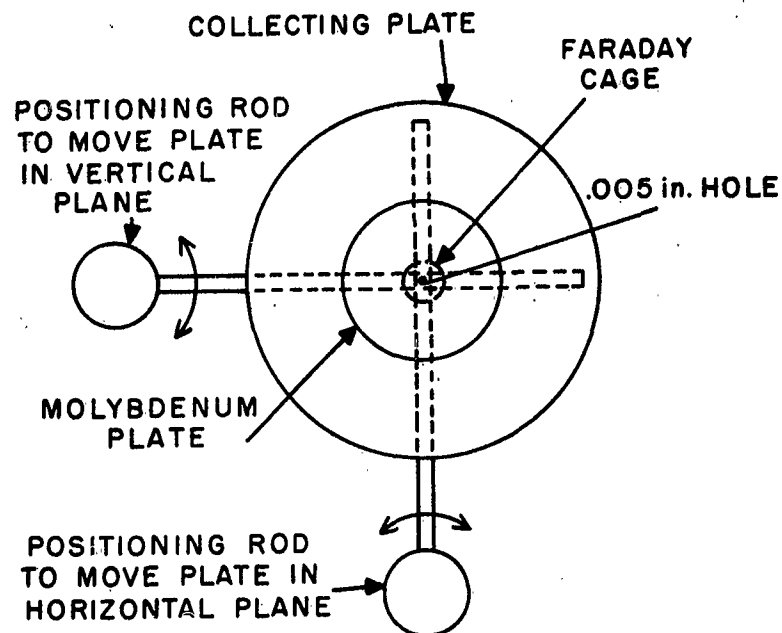 COLLECTING PLATE
FARADAY
CAGE
POSITIONING ROD
TO MOVE PLATE
IN VERTICAL
PLANE
.005 in. HOLE
MOLYBDENUM
PLATE
POSITIONING ROD
TO MOVE PLATE IN
HORIZONTAL PLANE